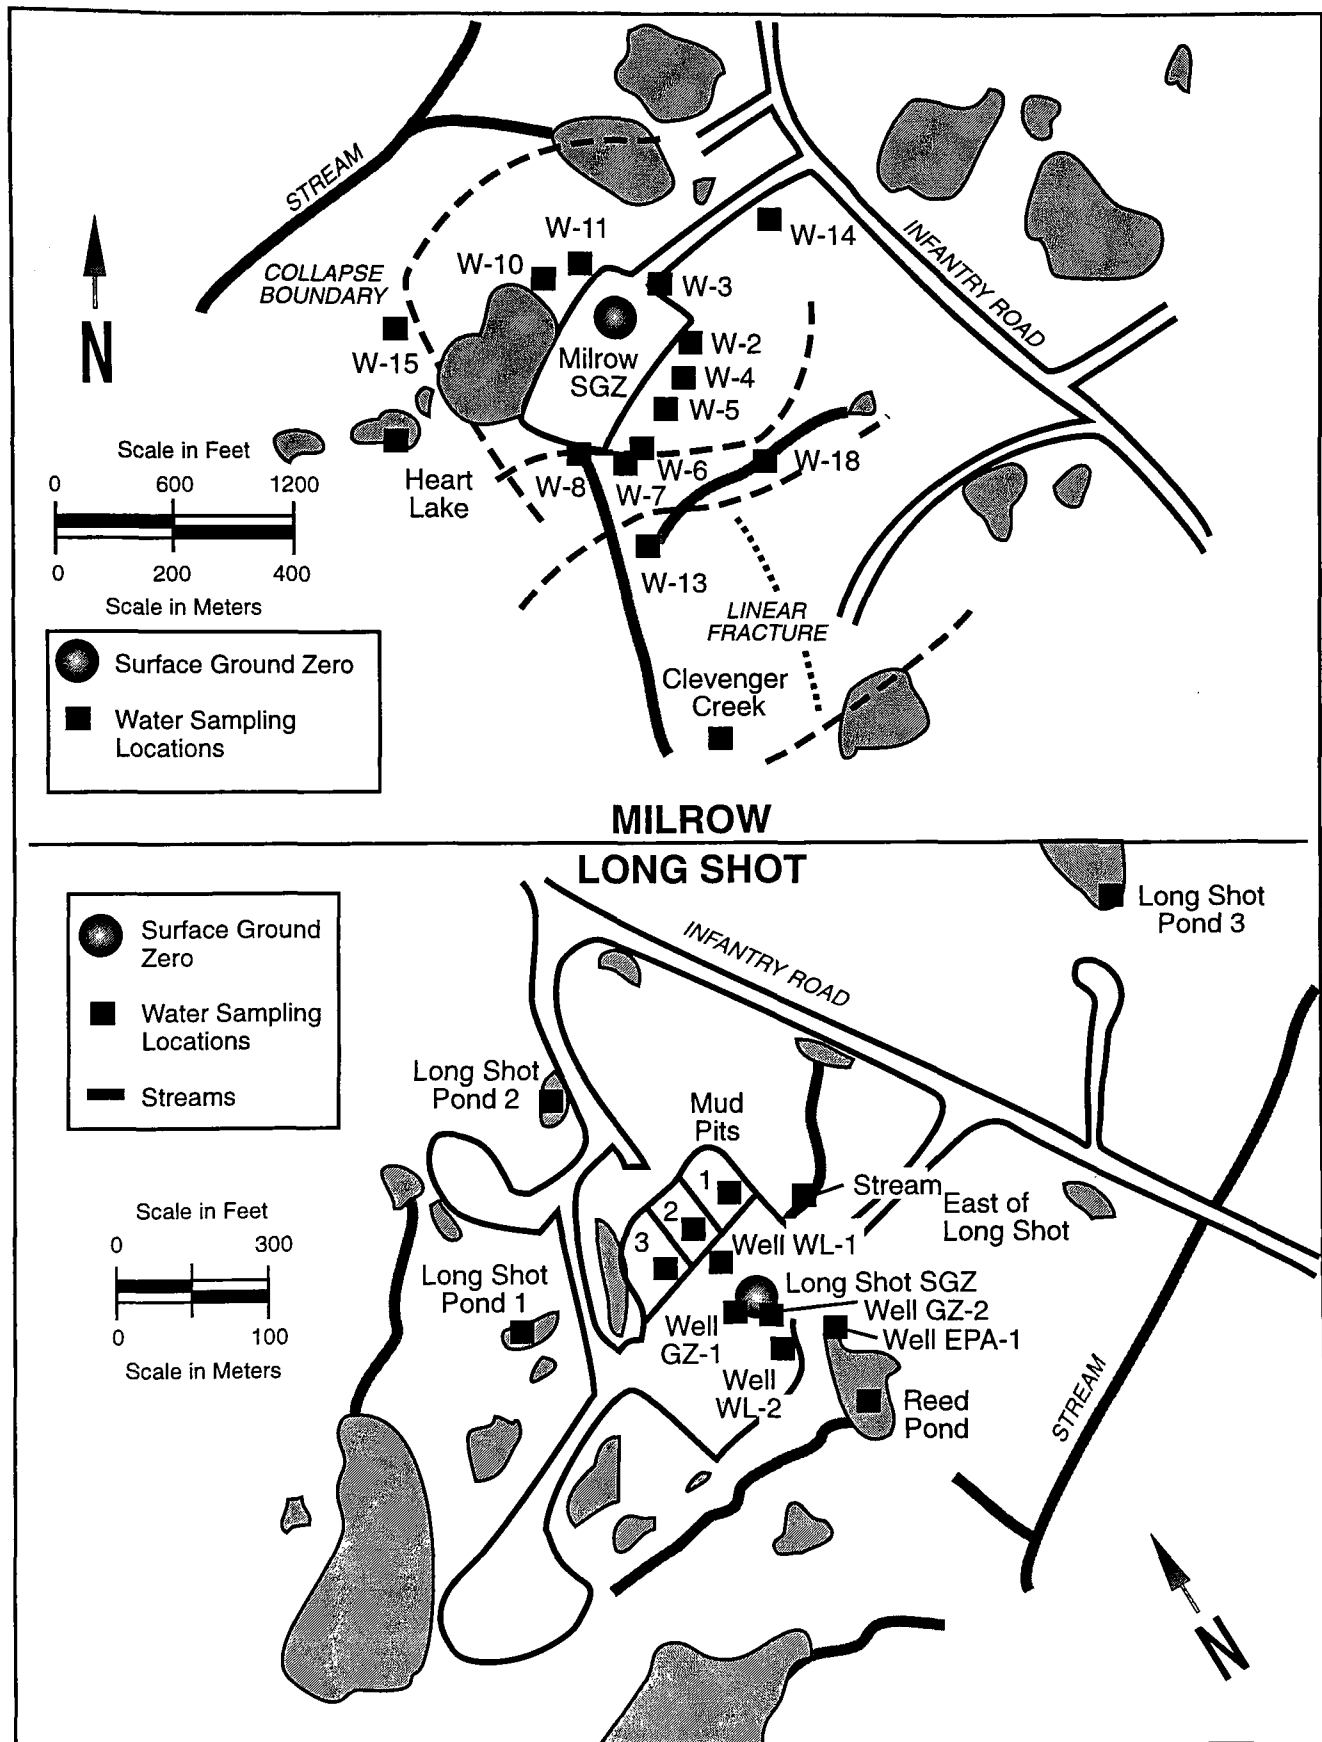 STREAM
W-11
W-14
W-10
COLLAPSE
BOUNDARY
W-3
INFANTRY ROAD
N
W-15
Milrow
SGZ
W-2
W-4
W-5
Scale in Feet
0 600 1200
0 200 400
Scale in Meters
Heart
Lake
W-8
W-7
W-6
W-18
W-13
LINEAR
FRACTURE
Surface Ground Zero
Water Sampling
Locations
Clevenger
Creek
MILROW
LONG SHOT
Surface Ground
Zero
Water Sampling
Locations
Streams
INFANTRY ROAD
Long Shot
Pond 3
Long Shot
Pond 2
Mud
Pits
1
2
3
Stream
East of
Long Shot
Scale in Feet
0 300
0 100
Scale in Meters
Well WL-1
Long Shot
Pond 1
Long Shot SGZ
Well GZ-2
Well
GZ-1
Well EPA-1
Well
WL-2
Reed
Pond
STREAM
N